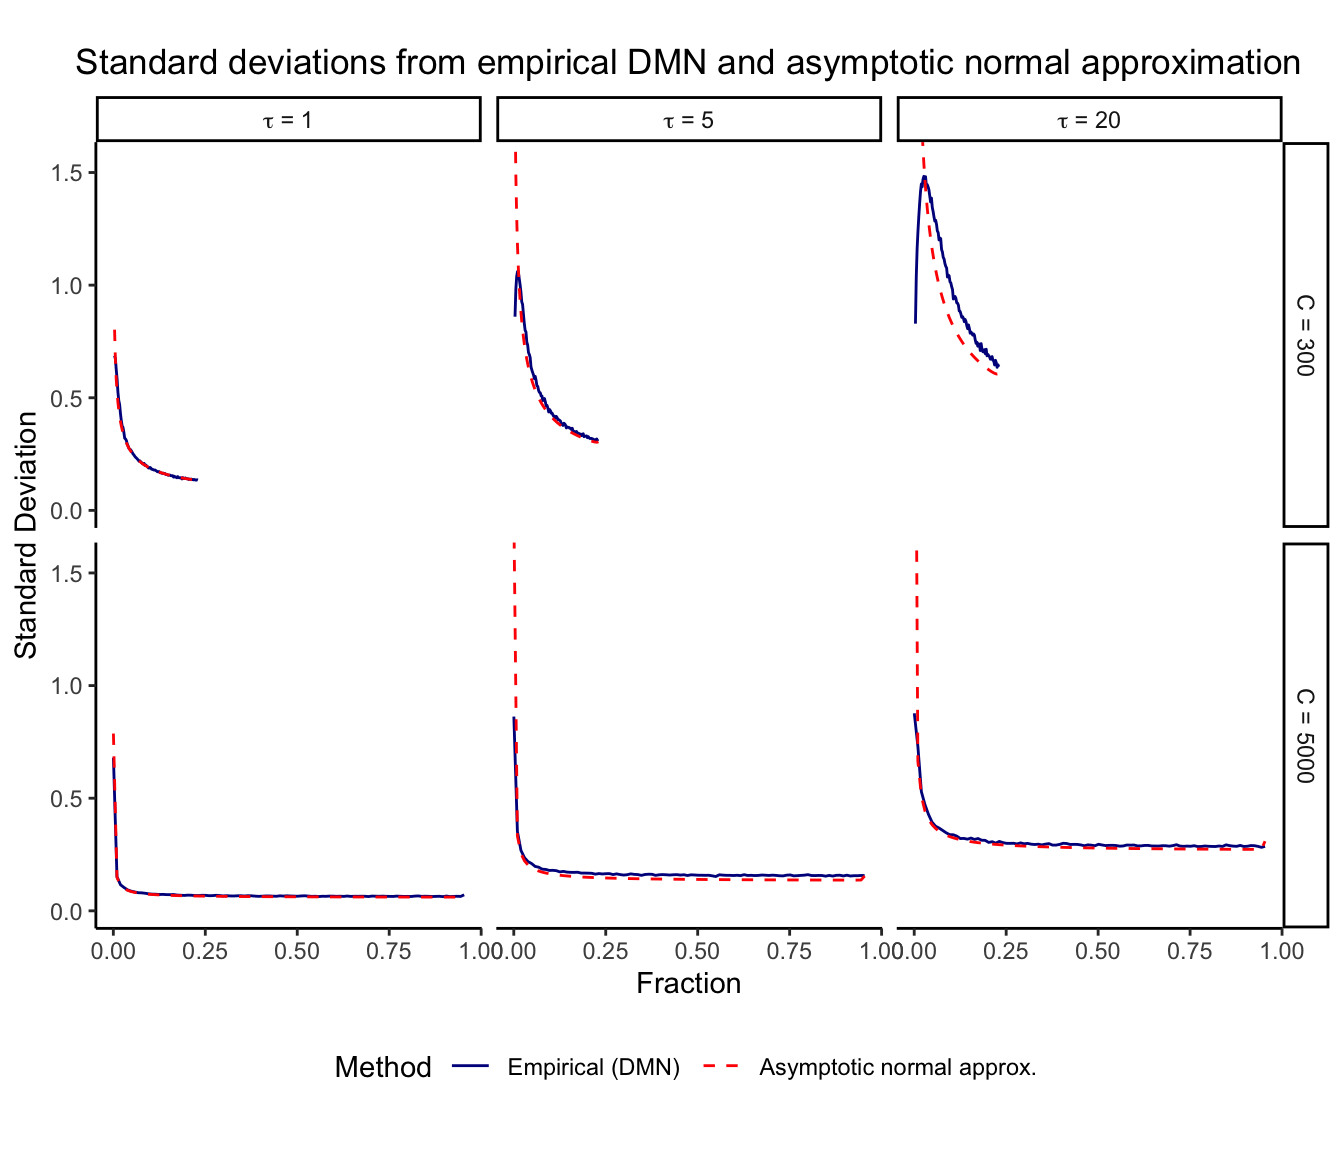 Standard deviations from empirical DMN and asymptotic normal approximation
τ = 1
τ = 5
τ = 20
C = 300
C = 5000
Standard Deviation
1.5
1.0
0.5
0.0
1.5
1.0
0.5
0.0
0.00 0.25 0.50 0.75 1.00
0.00 0.25 0.50 0.75 1.00
0.00 0.25 0.50 0.75 1.00
Fraction
Method Empirical (DMN) Asymptotic normal approx.